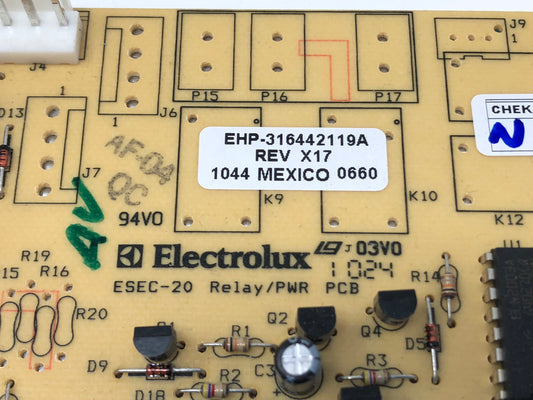 J4
J9
1
P15
P16
P17
J6
CHEK
1
D13
EHP-316442119A
REV X17
1044 MEXICO 0660
AF-04
QC
J7
K9
K10
K12
94V0
Electrolux
J 03V0
1024
U1
ESEC-20 Relay/PWR PCB
R14
R19
15
R16
R20
R1
Q2
Q4
D5
D9
C3
R3
D18
R2